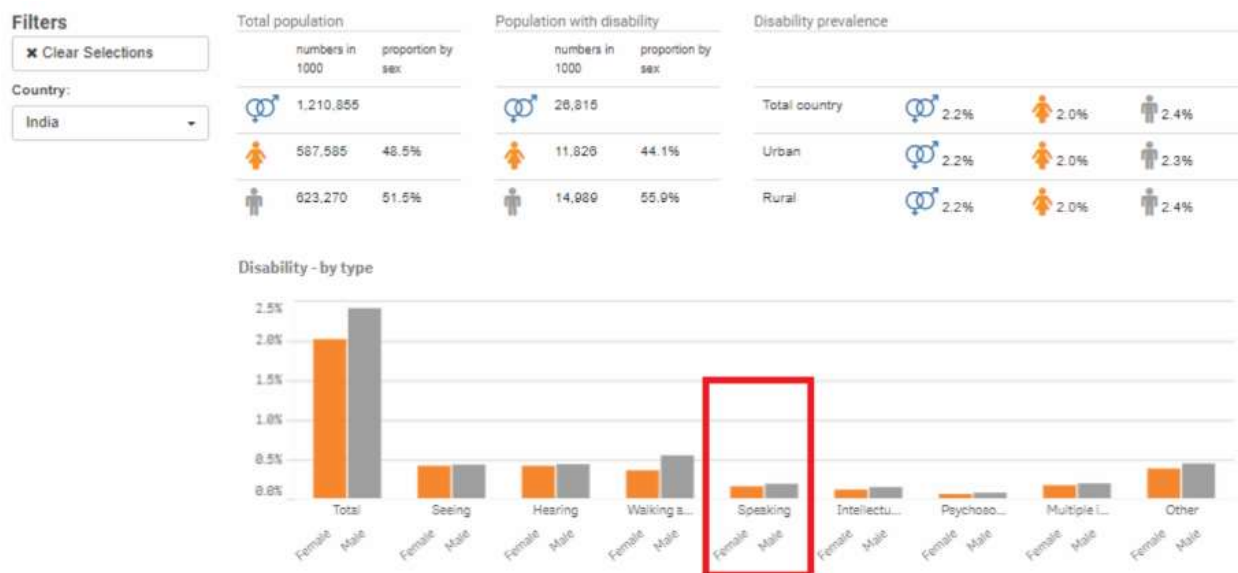 Filters
✖ Clear Selections
Country:
India
Total population
numbers in 1000 proportion by sex
1,210,855
587,585 48.5%
623,270 51.5%
Population with disability
numbers in 1000 proportion by sex
26,815
11,826 44.1%
14,989 55.9%
Disability prevalence
Total country 2.2% 2.0% 2.4%
Urban 2.2% 2.0% 2.3%
Rural 2.2% 2.0% 2.4%
Disability - by type
2.5%
2.0%
1.5%
1.0%
0.5%
0.0%
Total Seeing Hearing Walking a... Speaking Intellectu... Psychoso... Multiple i... Other
Female Male Female Male Female Male Female Male Female Male Female Male Female Male Female Male Female Male